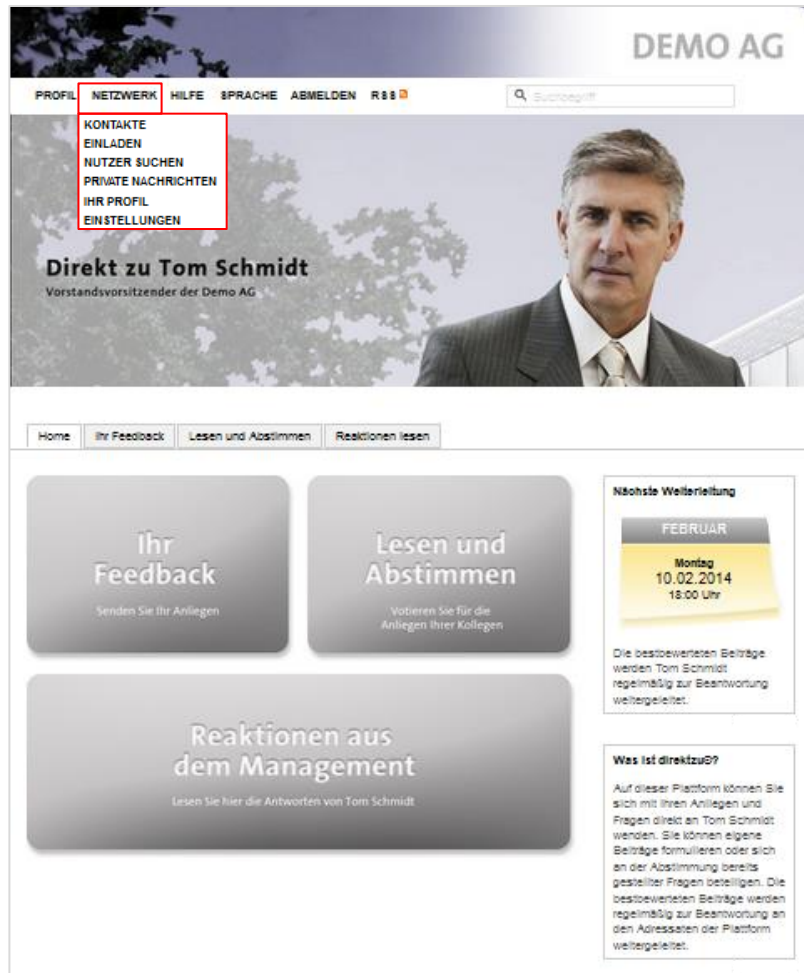 DEMO AG
PROFIL NETZWERK HILFE SPRACHE ABMELDEN RSS
Suchbegriff
KONTAKTE
EINLADEN
NUTZER SUCHEN
PRIVATE NACHRICHTEN
IHR PROFIL
EINSTELLUNGEN
Direkt zu Tom Schmidt
Vorstandsvorsitzender der Demo AG
Home Ihr Feedback Lesen und Abstimmen Reaktionen lesen
Ihr
Feedback
Senden Sie Ihr Anliegen
Lesen und
Abstimmen
Votieren Sie für die
Anliegen Ihrer Kollegen
Reaktionen aus
dem Management
Lesen Sie hier die Antworten von Tom Schmidt
Nächste Weiterleitung
FEBRUAR
Montag
10.02.2014
18:00 Uhr
Die bestbewerteten Beiträge
werden Tom Schmidt
regelmäßig zur Beantwortung
weitergeleitet.
Was ist direktzu©?
Auf dieser Plattform können Sie
sich mit Ihren Anliegen und
Fragen direkt an Tom Schmidt
wenden. Sie können eigene
Beiträge formulieren oder sich
an der Abstimmung bereits
gestellter Fragen beteiligen. Die
bestbewerteten Beiträge werden
regelmäßig zur Beantwortung an
den Adressaten der Plattform
weitergeleitet.